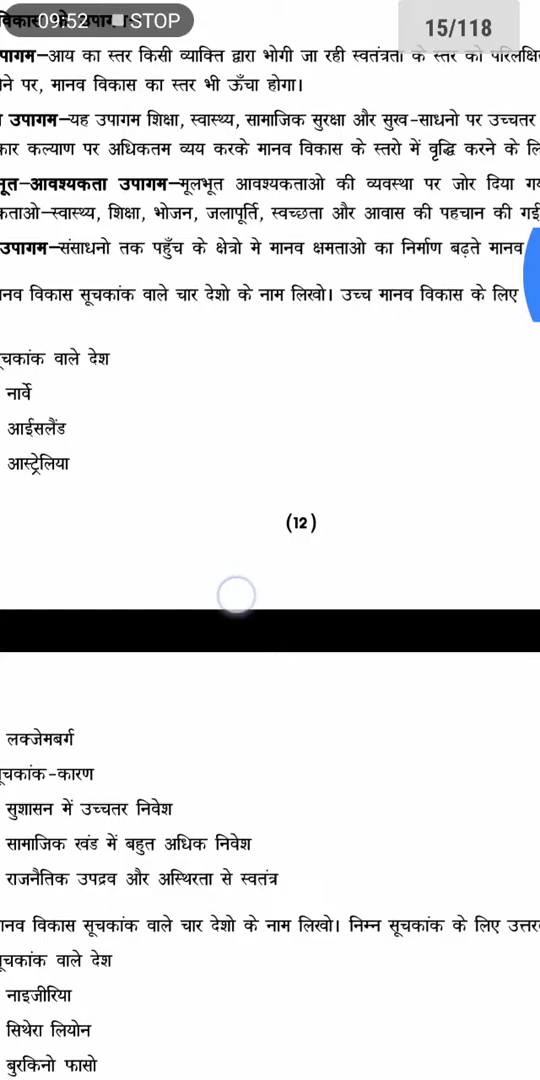 09:52 STOP
15/118
पागम–आय का स्तर किसी व्याक्ति द्वारा भोगी जा रही स्वतंत्रता के स्तर को परिलक्षि
ने पर, मानव विकास का स्तर भी ऊँचा होगा।
उपागम–यह उपागम शिक्षा, स्वास्थ्य, सामाजिक सुरक्षा और सुख-साधनो पर उच्चतर
कार कल्याण पर अधिकतम व्यय करके मानव विकास के स्तरो में वृद्धि करने के लि
भूत–आवश्यकता उपागम–मूलभूत आवश्यकताओ की व्यवस्था पर जोर दिया गय
कताओ–स्वास्थ्य, शिक्षा, भोजन, जलापूर्ति, स्वच्छता और आवास की पहचान की गई
उपागम–संसाधनो तक पहुँच के क्षेत्रो मे मानव क्षमताओ का निर्माण बढ़ते मानव
ानव विकास सूचकांक वाले चार देशो के नाम लिखो। उच्च मानव विकास के लिए
ूचकांक वाले देश
नार्वे
आईसलैंड
आस्ट्रेलिया
(12)
लक्जेमबर्ग
ूचकांक-कारण
सुशासन में उच्चतर निवेश
सामाजिक खंड में बहुत अधिक निवेश
राजनैतिक उपद्रव और अस्थिरता से स्वतंत्र
ानव विकास सूचकांक वाले चार देशो के नाम लिखो। निम्न सूचकांक के लिए उत्तर
ूचकांक वाले देश
नाइजीरिया
सिथेरा लियोन
बुरकिनो फासो